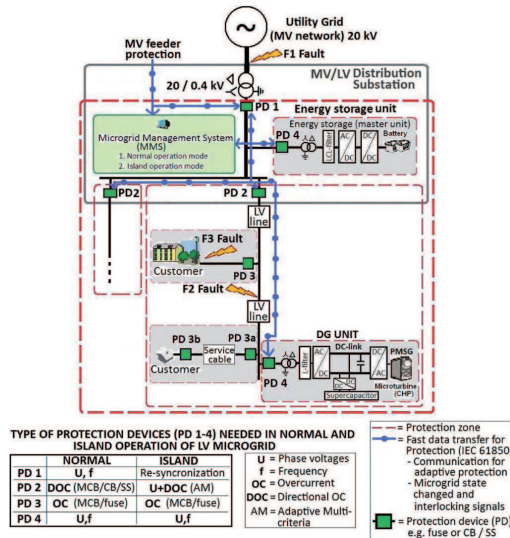 Utility Grid
(MV network) 20 kV
MV feeder
protection
F1 Fault
20 / 0.4 kV
MV/LV Distribution
Substation
PD 1
Energy storage unit
Microgrid Management System
(MMS)
1. Normal operation mode
2. Island operation mode
Energy storage (master unit)
PD 4
LCL-filter
AC
DC
DC
DC
Battery
PD2
PD 2
LV
line
F3 Fault
Customer
PD 3
F2 Fault
LV
line
PD 3b
PD 3a
Service
cable
Customer
DG UNIT
DC-link
PMSG
PD 4
L-filter
AC
DC
DC
AC
DC
DC
Supercapacitor
Microturbine
(CHP)
TYPE OF PROTECTION DEVICES (PD 1-4) NEEDED IN NORMAL AND
ISLAND OPERATION OF LV MICROGRID
NORMAL ISLAND
PD 1 U, f Re-syncronization
PD 2 DOC (MCB/CB/SS) U+DOC (AM)
PD 3 OC (MCB/fuse) OC (MCB/fuse)
PD 4 U,f U,f
U = Phase voltages
f = Frequency
OC = Overcurrent
DOC = Directional OC
AM = Adaptive Multi-
criteria
= Protection zone
= Fast data transfer for
Protection (IEC 61850)
- Communication for
adaptive protection
- Microgrid state
changed and
interlocking signals
= Protection device (PD)
e.g. fuse or CB / SS